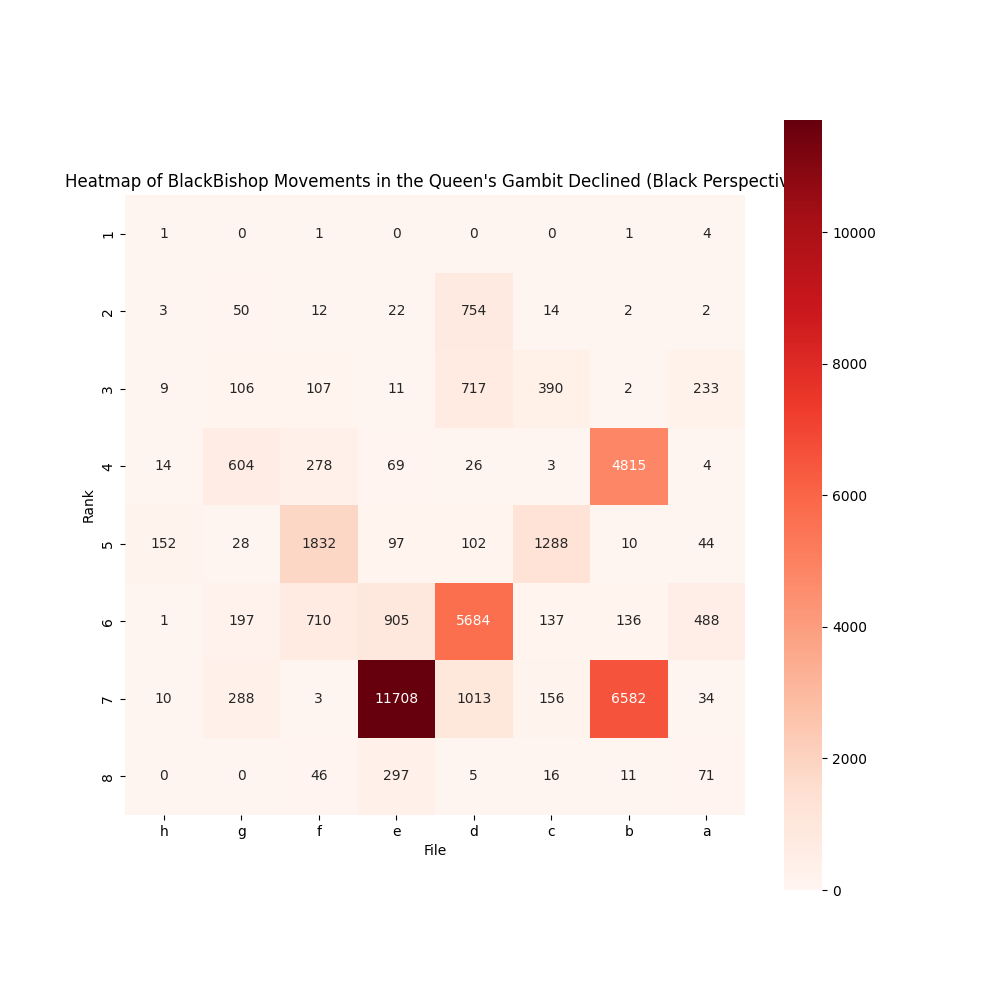 Heatmap of BlackBishop Movements in the Queen's Gambit Declined (Black Perspectiv
10000
8000
6000
4000
2000
0
Rank
1 1 0 1 0 0 0 1 4
2 3 50 12 22 754 14 2 2
3 9 106 107 11 717 390 2 233
4 14 604 278 69 26 3 4815 4
5 152 28 1832 97 102 1288 10 44
6 1 197 710 905 5684 137 136 488
7 10 288 3 11708 1013 156 6582 34
8 0 0 46 297 5 16 11 71
h g f e d c b a
File